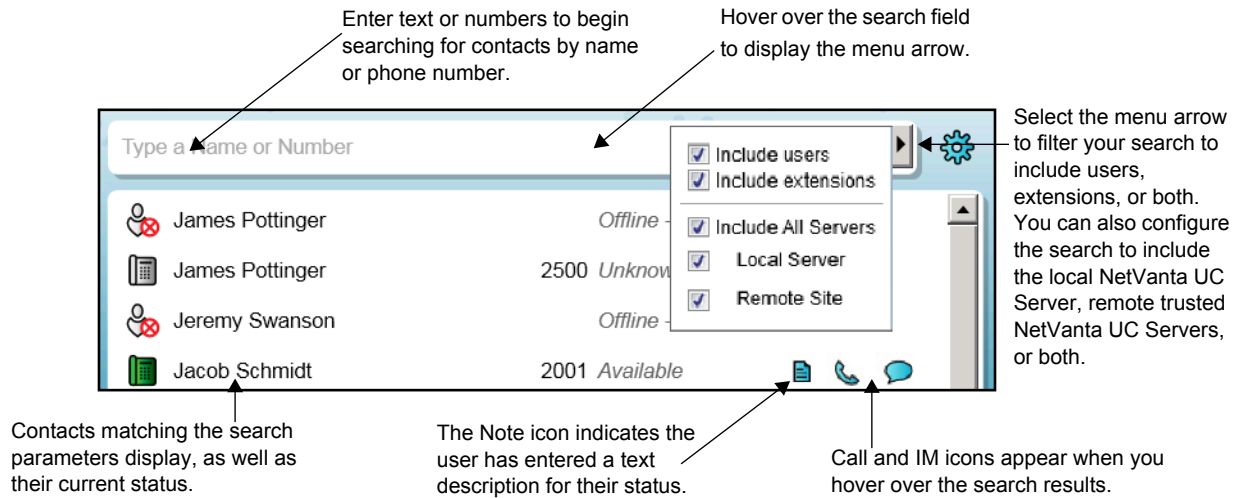 Enter text or numbers to begin
searching for contacts by name
or phone number.
Hover over the search field
to display the menu arrow.
Type a Name or Number
Include users
Include extensions
Include All Servers
Local Server
Remote Site
Select the menu arrow
to filter your search to
include users,
extensions, or both.
You can also configure
the search to include
the local NetVanta UC
Server, remote trusted
NetVanta UC Servers,
or both.
James Pottinger Offline -
James Pottinger 2500 Unknow
Jeremy Swanson Offline -
Jacob Schmidt 2001 Available
Contacts matching the search
parameters display, as well as
their current status.
The Note icon indicates the
user has entered a text
description for their status.
Call and IM icons appear when you
hover over the search results.